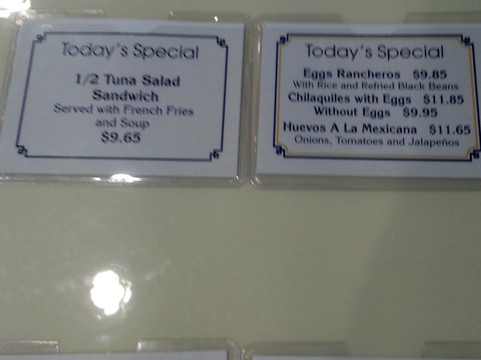 Today's Special
1/2 Tuna Salad
Sandwich
Served with French Fries
and Soup
$9.65
Today's Special
Eggs Rancheros $9.85
With Rice and Refried Black Beans
Chilaquiles with Eggs $11.85
Without Eggs $9.95
Huevos A La Mexicana $11.65
Onions, Tomatoes and Jalapeños